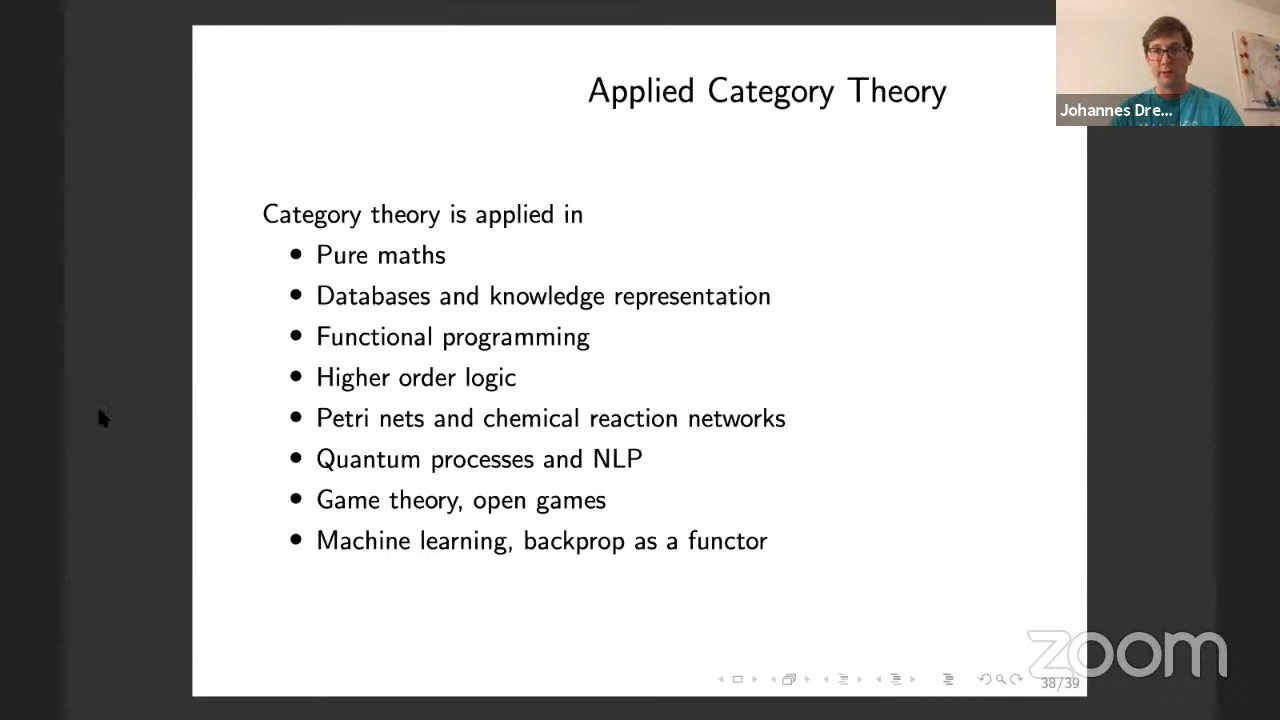 Applied Category Theory
Johannes Dre...
Category theory is applied in
• Pure maths
• Databases and knowledge representation
• Functional programming
• Higher order logic
• Petri nets and chemical reaction networks
• Quantum processes and NLP
• Game theory, open games
• Machine learning, backprop as a functor
zoom
38/39